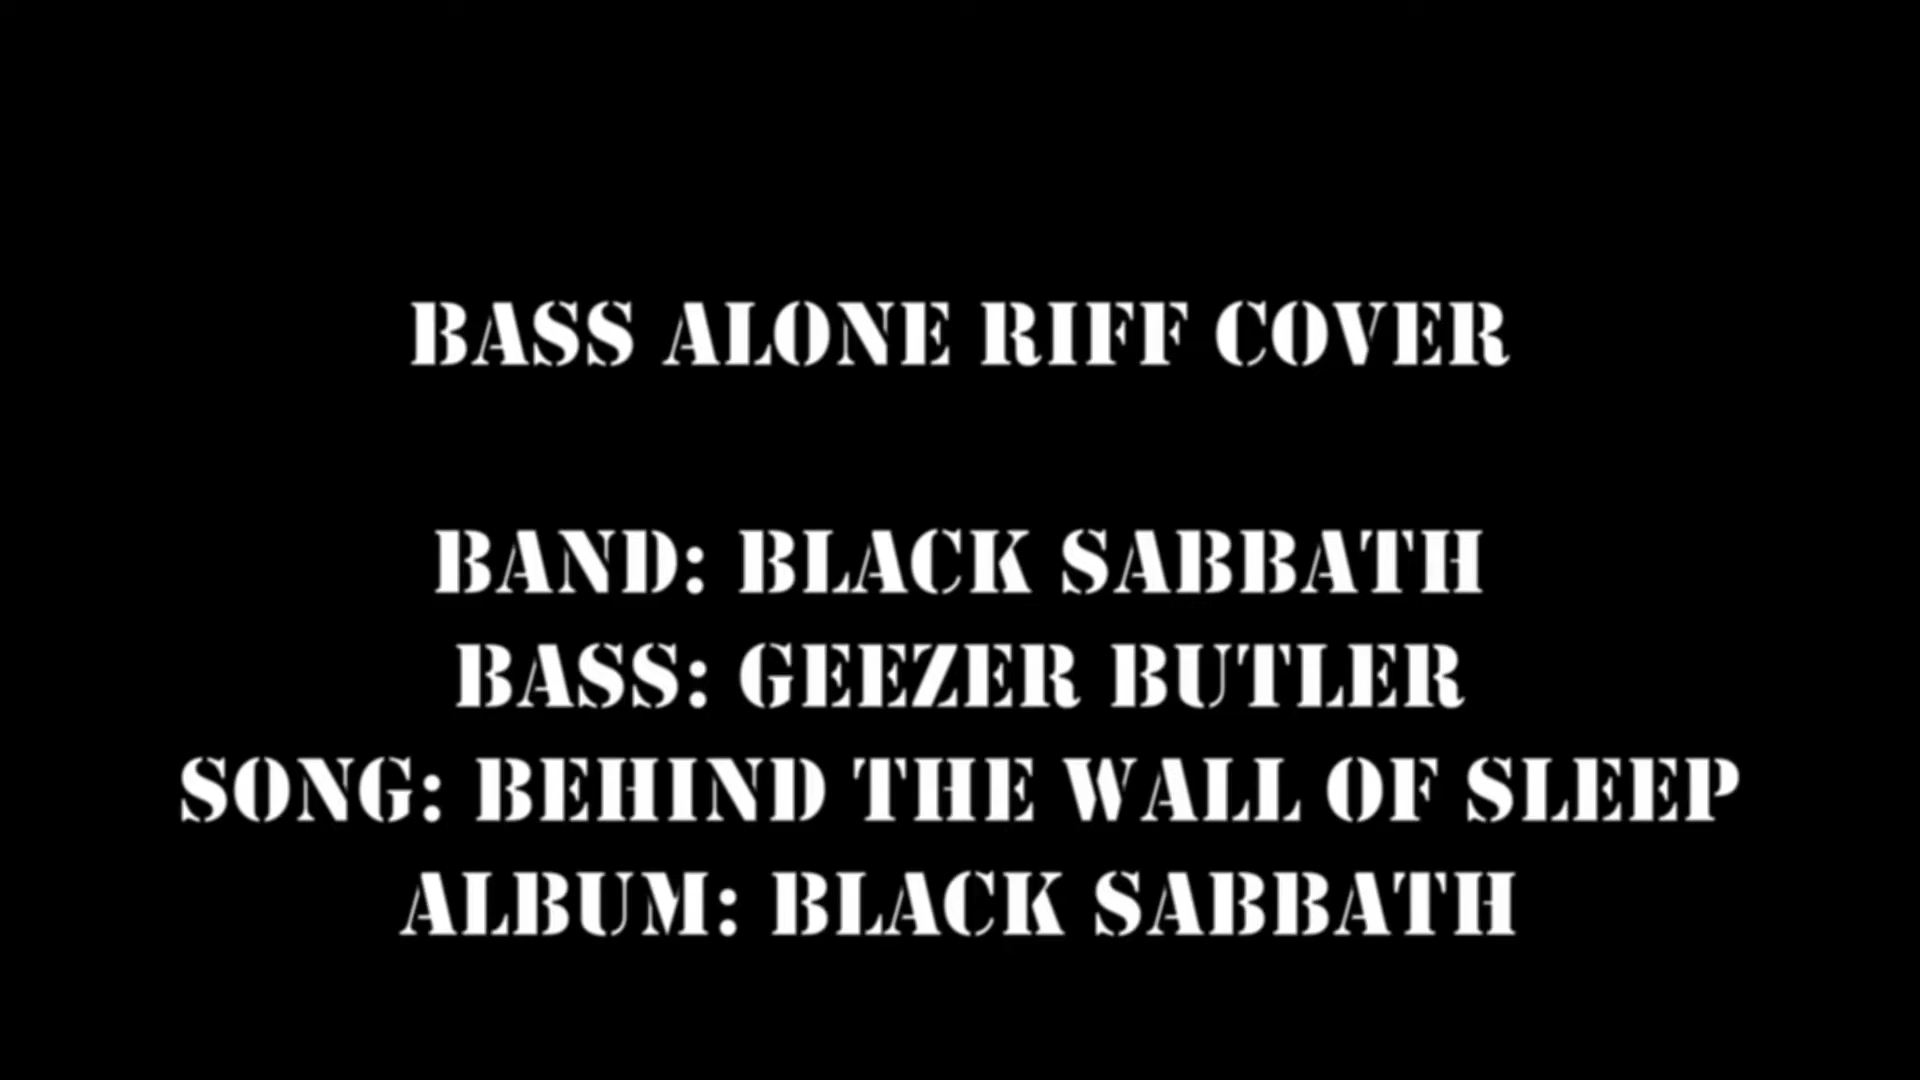 BASS ALONE RIFF COVER
BAND: BLACK SABBATH
BASS: GEEZER BUTLER
SONG: BEHIND THE WALL OF SLEEP
ALBUM: BLACK SABBATH